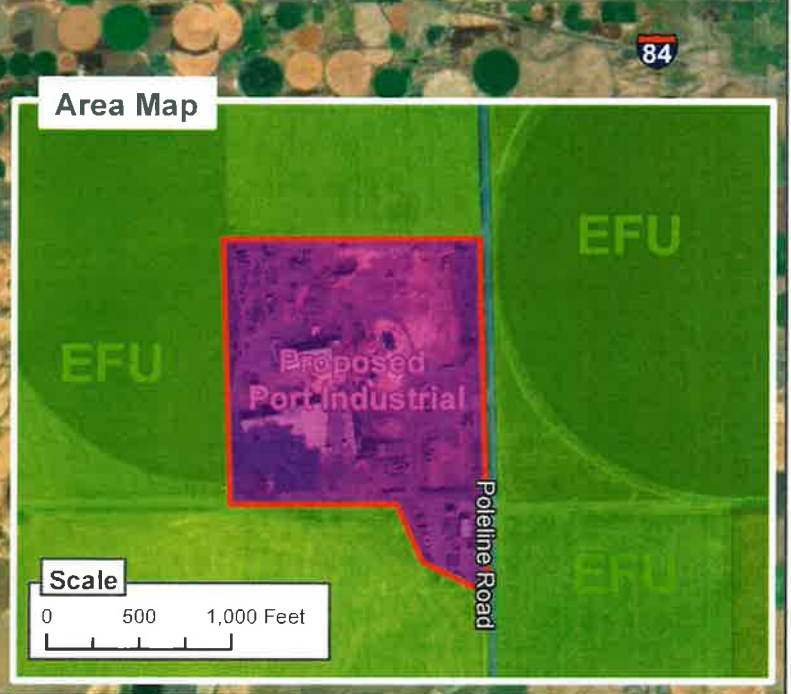 84
Area Map
EFU
EFU
Proposed
Port Industrial
Poleline Road
EFU
Scale
0 500 1,000 Feet